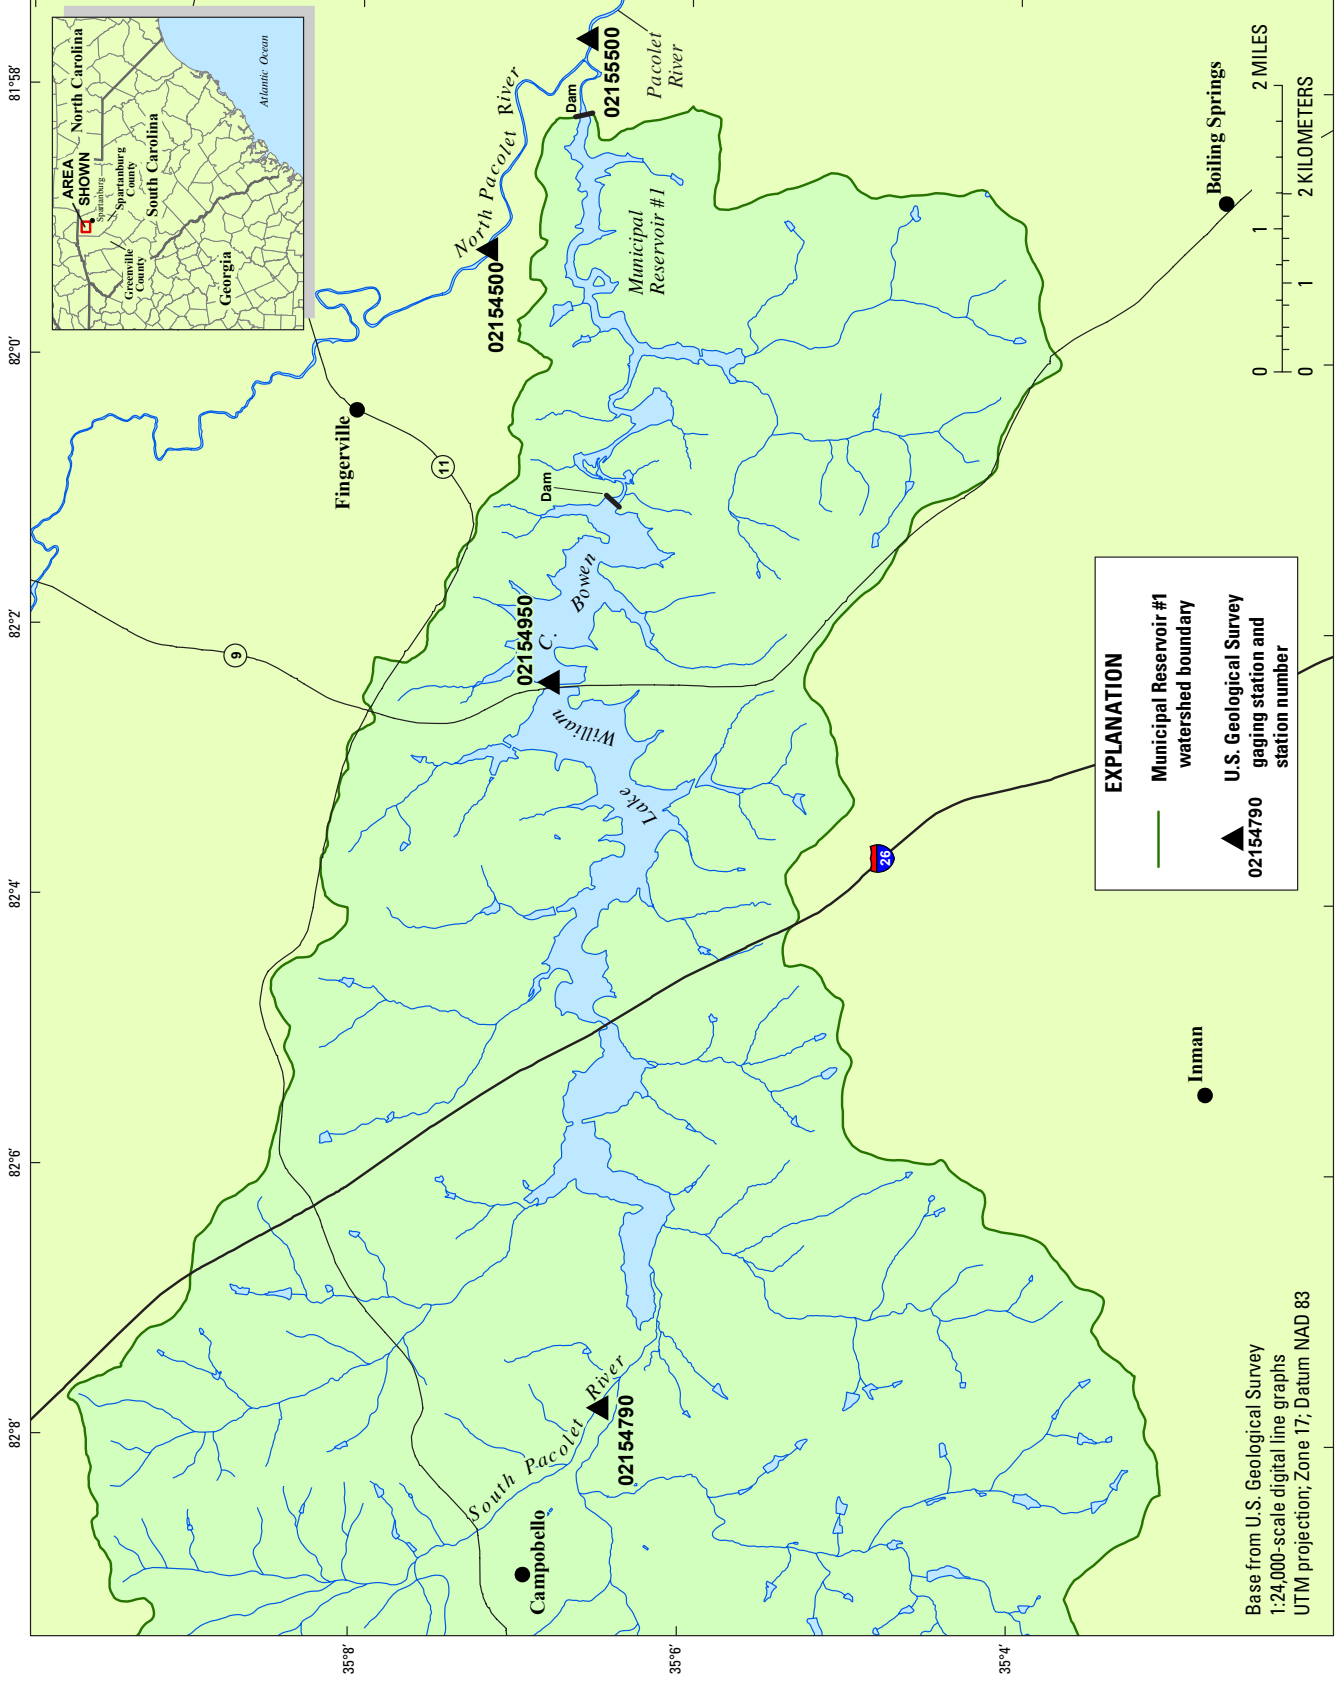 82°8′
82°6′
82°4′
82°2′
82°0′
81°58′
35°8′
35°6′
35°4′
North Carolina
AREA
SHOWN
Spartanburg
Spartanburg
County
Greenville
County
South Carolina
Georgia
Atlantic Ocean
9
11
Fingerville
North Pacolet River
02154500
Dam
02155500
Pacolet
River
Municipal
Reservoir #1
Dam
02154950
Lake William C. Bowen
South Pacolet River
02154790
Campobello
26
Inman
Boiling Springs
EXPLANATION
Municipal Reservoir #1
watershed boundary
02154790
U.S. Geological Survey
gaging station and
station number
0 1 2 MILES
0 1 2 KILOMETERS
Base from U.S. Geological Survey
1:24,000-scale digital line graphs
UTM projection; Zone 17; Datum NAD 83